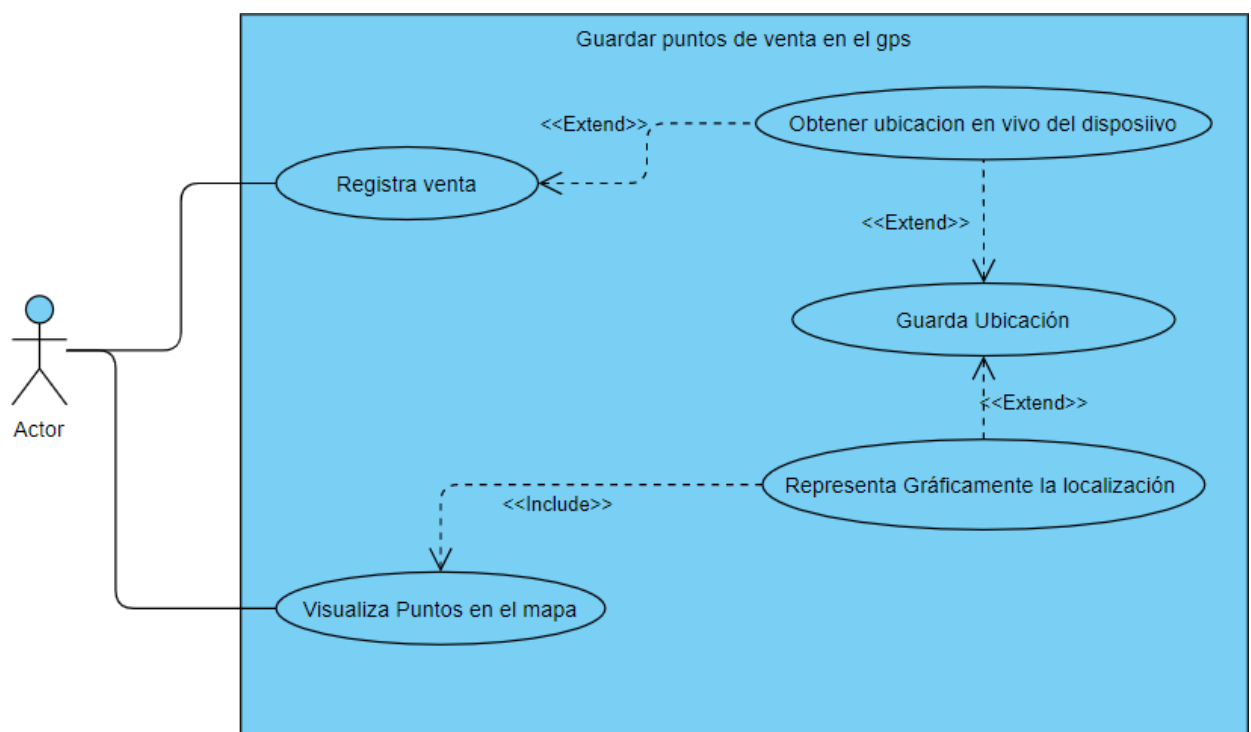 Guardar puntos de venta en el gps
<<Extend>>
Obtener ubicacion en vivo del disposiivo
Registra venta
<<Extend>>
Guarda Ubicación
<<Extend>>
Actor
Representa Gráficamente la localización
<<Include>>
Visualiza Puntos en el mapa